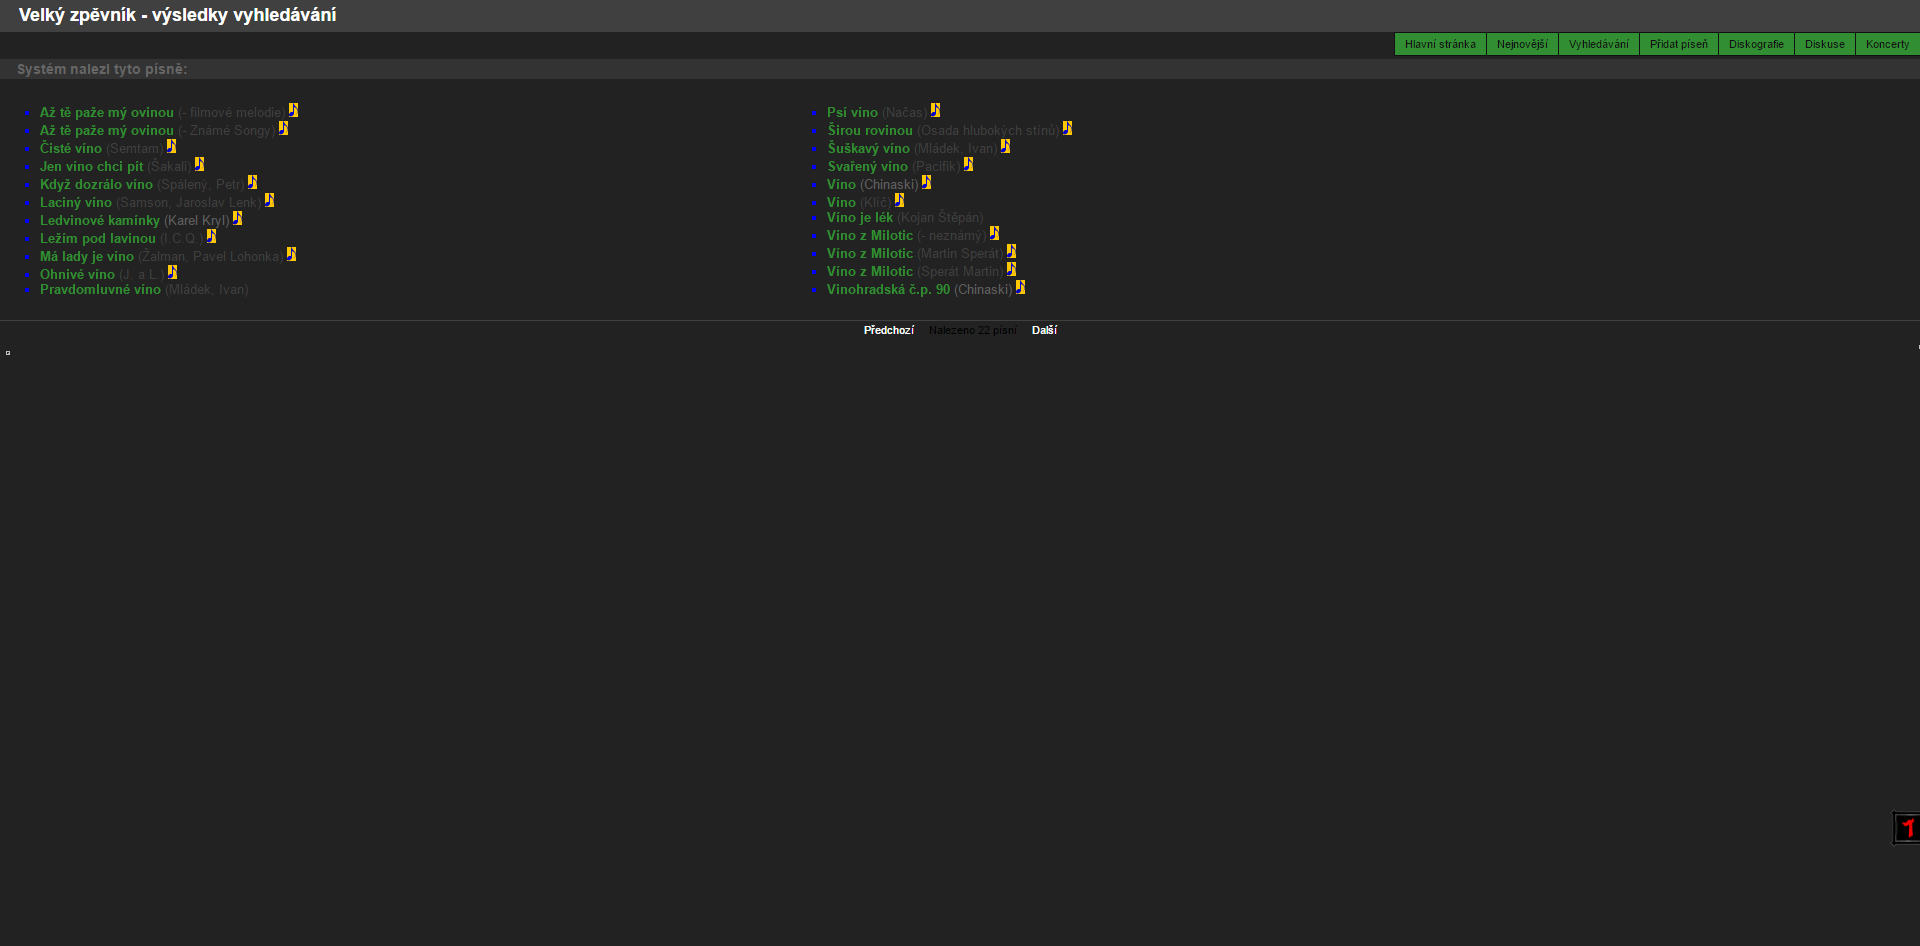 Velký zpěvník - výsledky vyhledávání
Hlavní stránka Nejnovější Vyhledávání Přidat píseň Diskografie Diskuse Koncerty
Systém nalezl tyto písně:
Až tě paže mý ovinou (- filmové melodie)
Až tě paže mý ovinou (- Známé Songy)
Čisté víno (Semtam)
Jen víno chci pít (Šakalí)
Když dozrálo víno (Spálený, Petr)
Laciný víno (Samson, Jaroslav Lenk)
Ledvinové kamínky (Karel Kryl)
Ležím pod lavinou (I.C.Q.)
Má lady je víno (Žalman, Pavel Lohonka)
Ohnivé víno (J. a L.)
Pravdomluvné víno (Mládek, Ivan)
Psí víno (Načas)
Širou rovinou (Osada hlubokých stínů)
Šuškavý víno (Mládek, Ivan)
Svařený víno (Pacifik)
Víno (Chinaski)
Víno (Klíč)
Víno je lék (Kojan Štěpán)
Víno z Milotic (- neznámý)
Víno z Milotic (Martin Sperát)
Víno z Milotic (Sperát Martin)
Vinohradská č.p. 90 (Chinaski)
Předchozí Nalezeno 22 písní Další